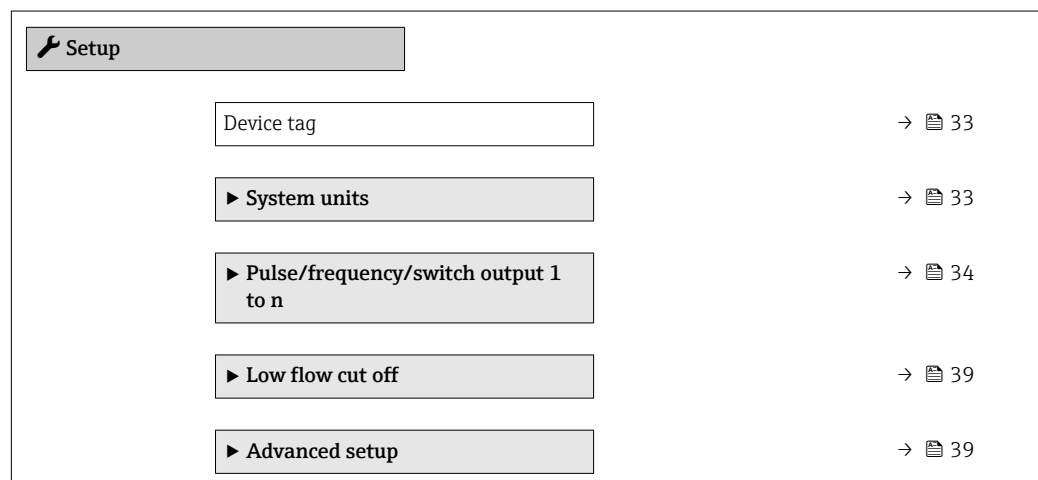 Setup
Device tag → 33
▶ System units → 33
▶ Pulse/frequency/switch output 1 → 34
to n
▶ Low flow cut off → 39
▶ Advanced setup → 39